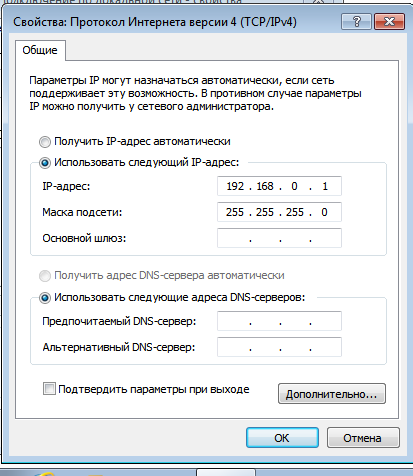 Свойства: Протокол Интернета версии 4 (TCP/IPv4)
Общие
Параметры IP могут назначаться автоматически, если сеть
поддерживает эту возможность. В противном случае параметры
IP можно получить у сетевого администратора.
Получить IP-адрес автоматически
Использовать следующий IP-адрес:
IP-адрес: 192 . 168 . 0 . 1
Маска подсети: 255 . 255 . 255 . 0
Основной шлюз: . . .
Получить адрес DNS-сервера автоматически
Использовать следующие адреса DNS-серверов:
Предпочитаемый DNS-сервер: . . .
Альтернативный DNS-сервер: . . .
Подтвердить параметры при выходе
Дополнительно...
OK Отмена